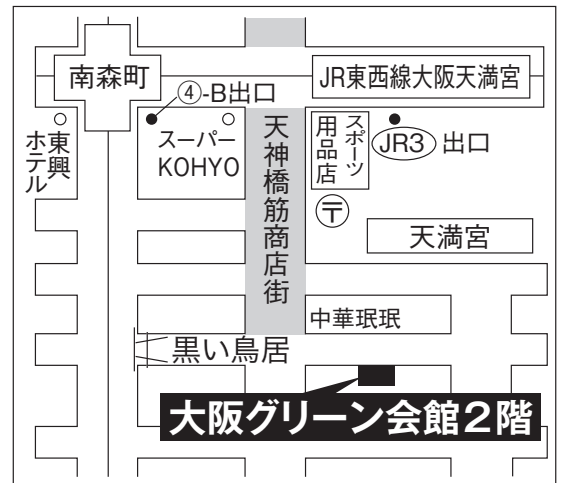 南森町
JR東西線大阪天満宮
④-B出口
東興
ホテル
スーパー
KOHYO
天神橋筋商店街
スポーツ
用品店
JR3 出口
〒
天満宮
中華珉珉
黒い鳥居
大阪グリーン会館2階